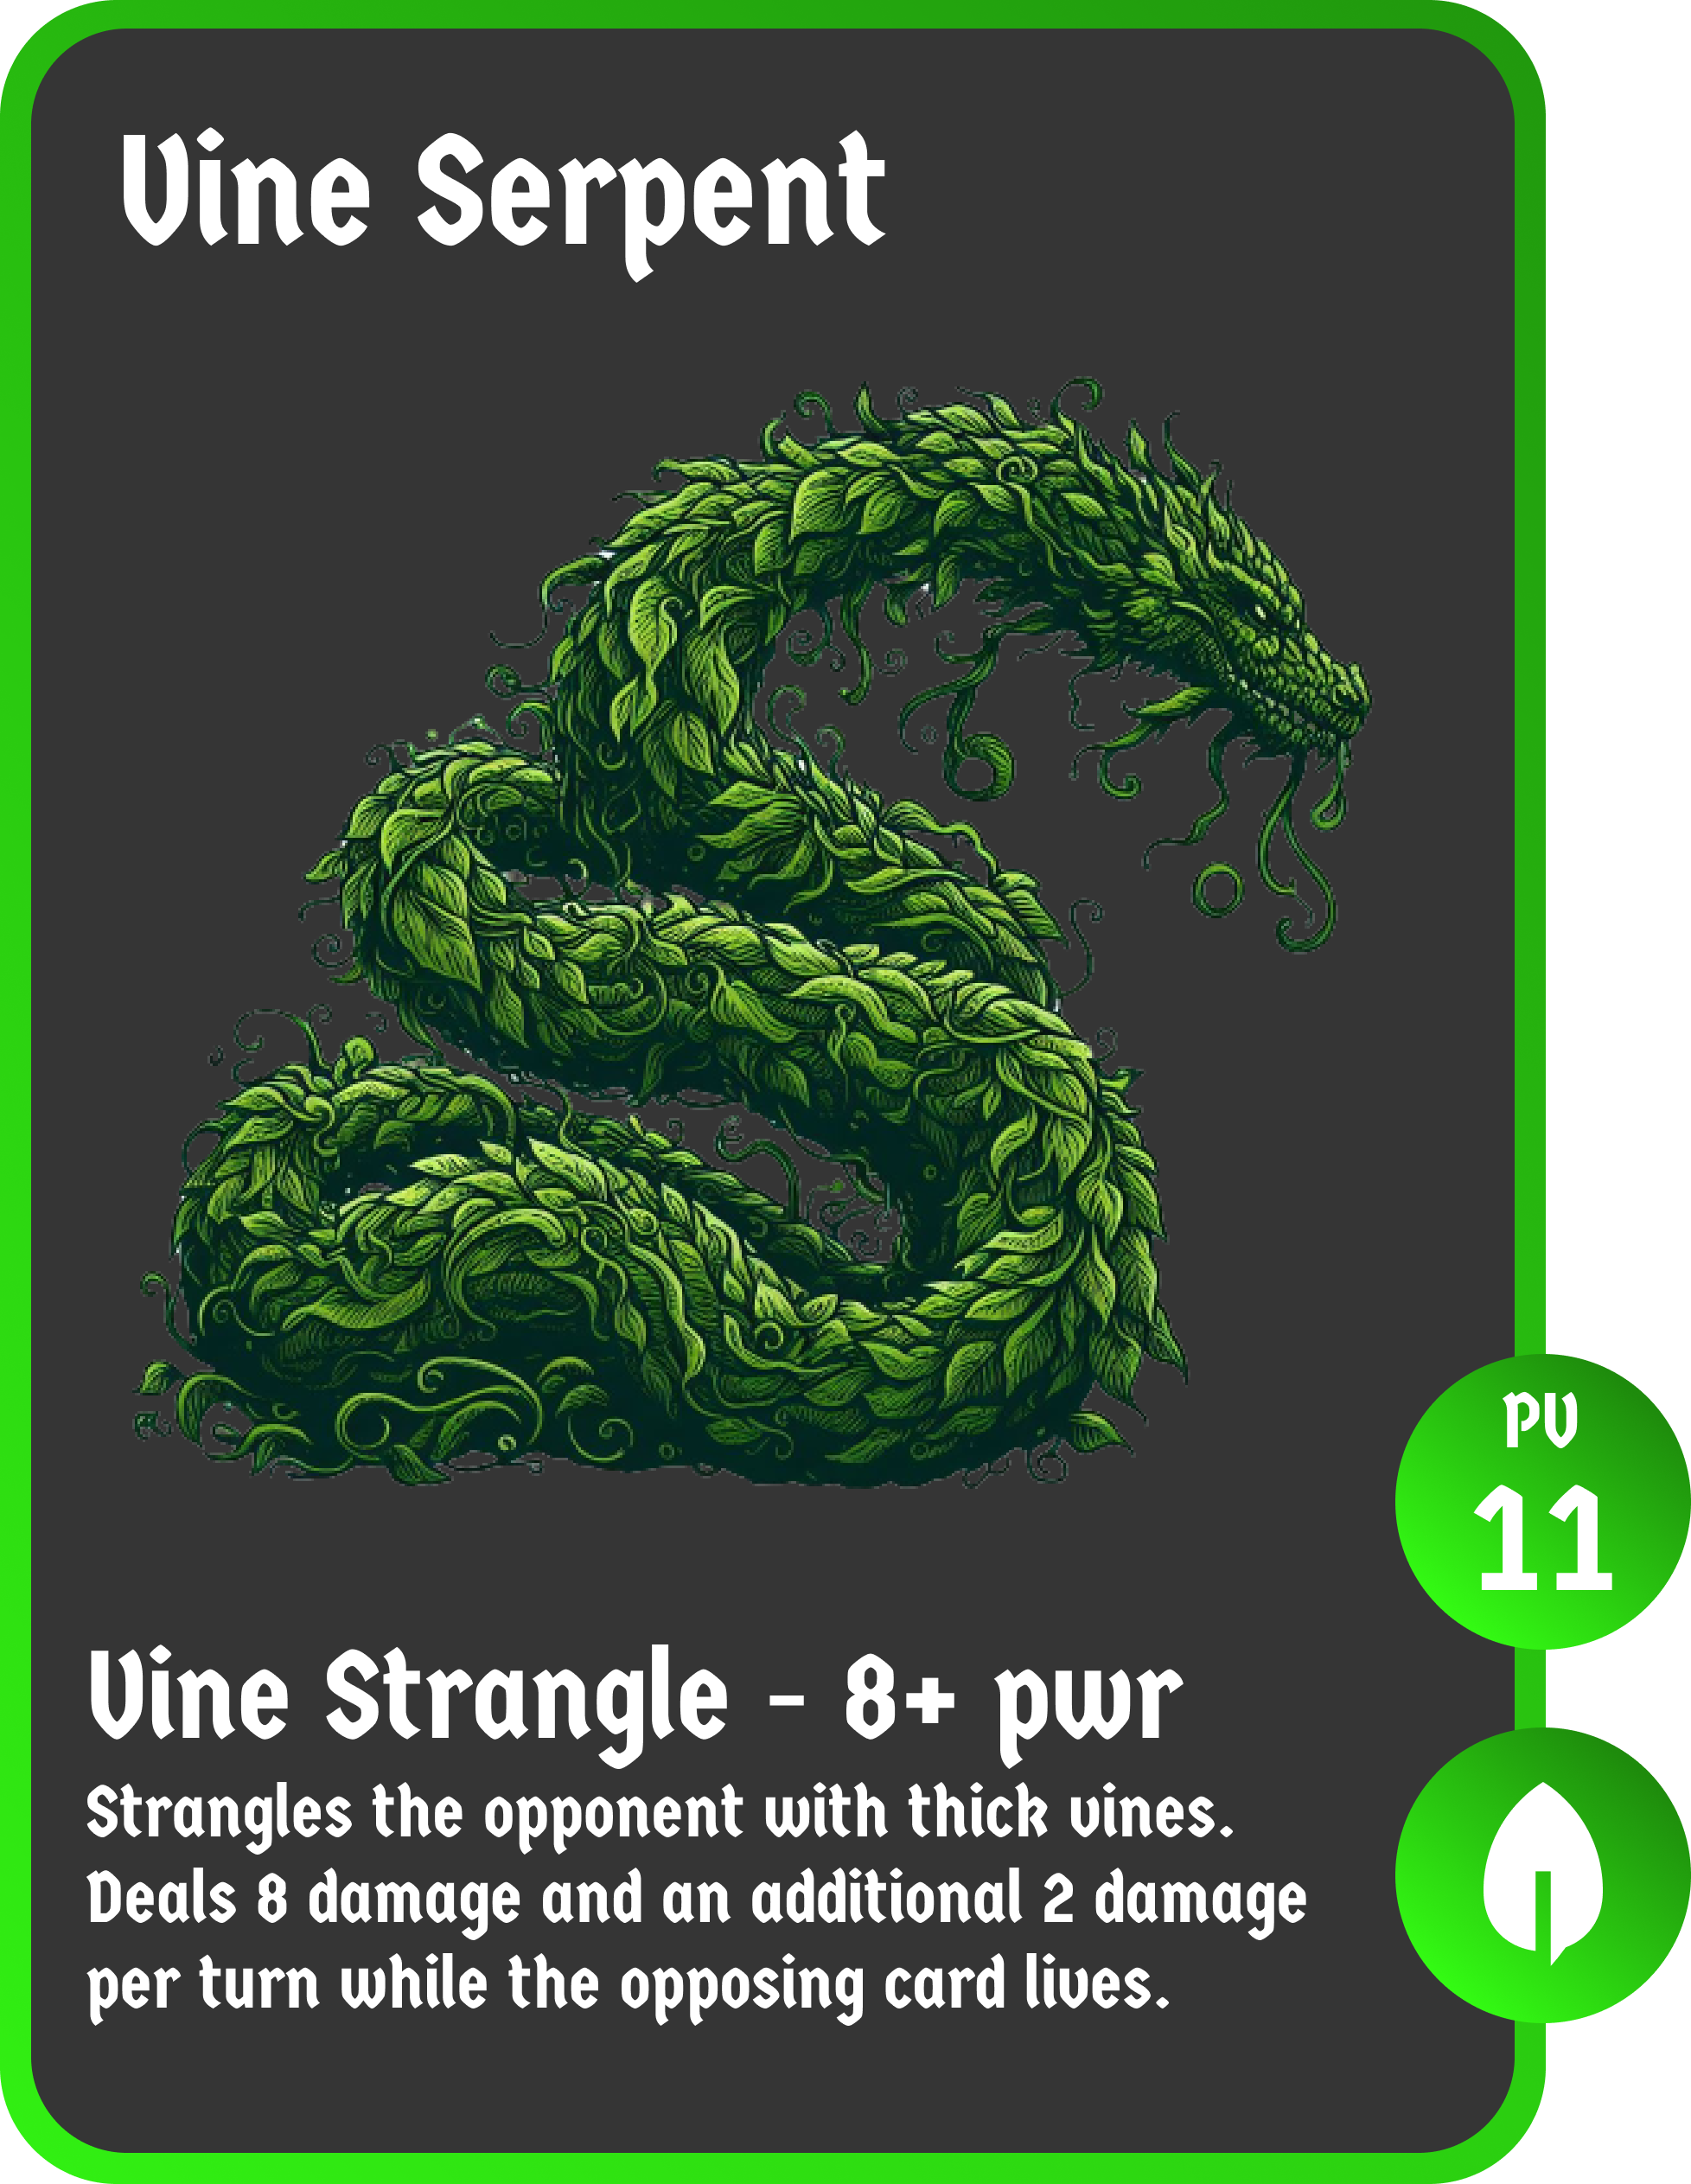 Vine Serpent
PV
11
Vine Strangle - 8+ pwr
Strangles the opponent with thick vines.
Deals 8 damage and an additional 2 damage
per turn while the opposing card lives.